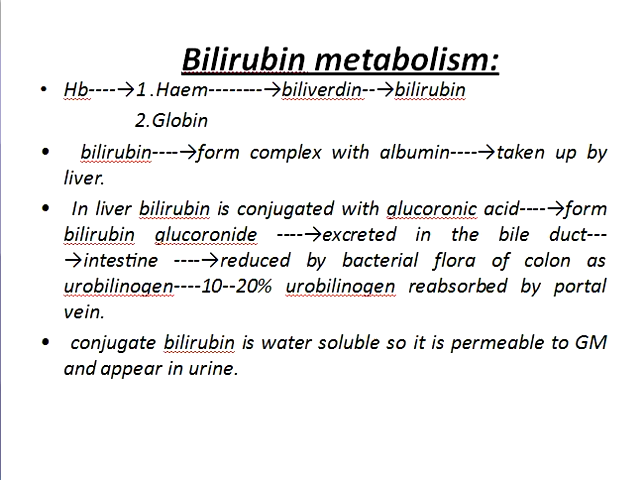 Bilirubin metabolism:
• Hb----→1.Haem--------→biliverdin--→bilirubin
2.Globin
• bilirubin----→form complex with albumin----→taken up by
liver.
• In liver bilirubin is conjugated with glucoronic acid----→form
bilirubin glucoronide ----→excreted in the bile duct---
→intestine ----→reduced by bacterial flora of colon as
urobilinogen----10--20% urobilinogen reabsorbed by portal
vein.
• conjugate bilirubin is water soluble so it is permeable to GM
and appear in urine.